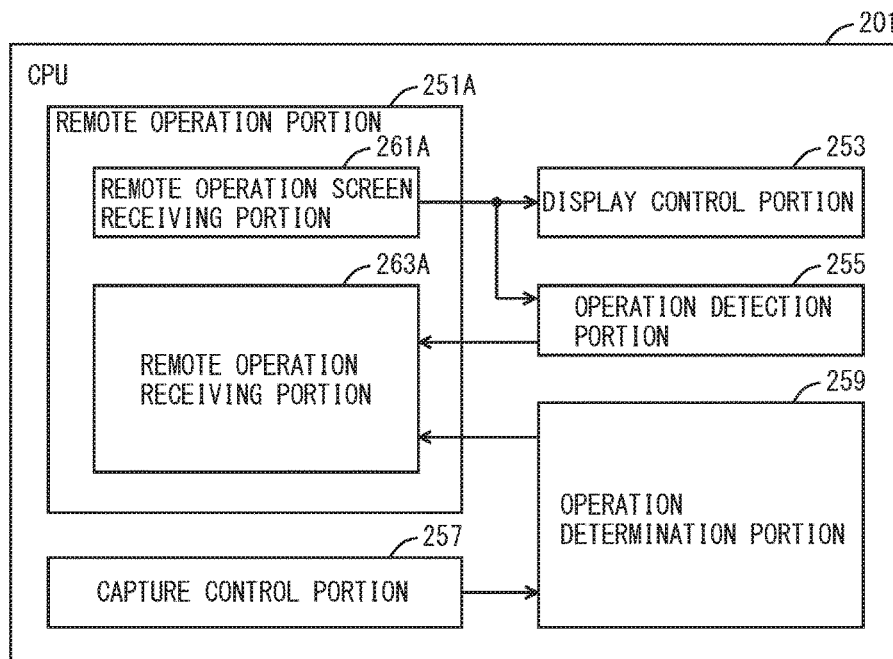 201
CPU
251A
REMOTE OPERATION PORTION
261A
REMOTE OPERATION SCREEN
RECEIVING PORTION
253
DISPLAY CONTROL PORTION
263A
REMOTE OPERATION
RECEIVING PORTION
255
OPERATION DETECTION
PORTION
259
OPERATION
DETERMINATION PORTION
257
CAPTURE CONTROL PORTION